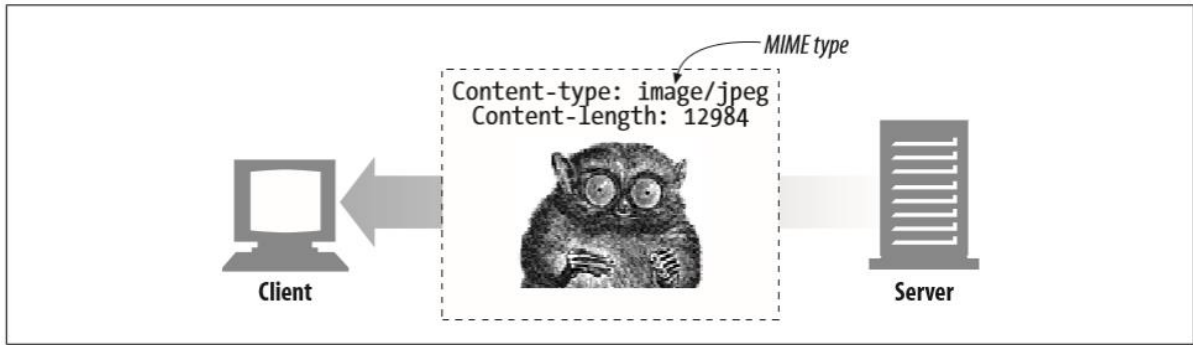 MIME type
Content-type: image/jpeg
Content-length: 12984
Client
Server